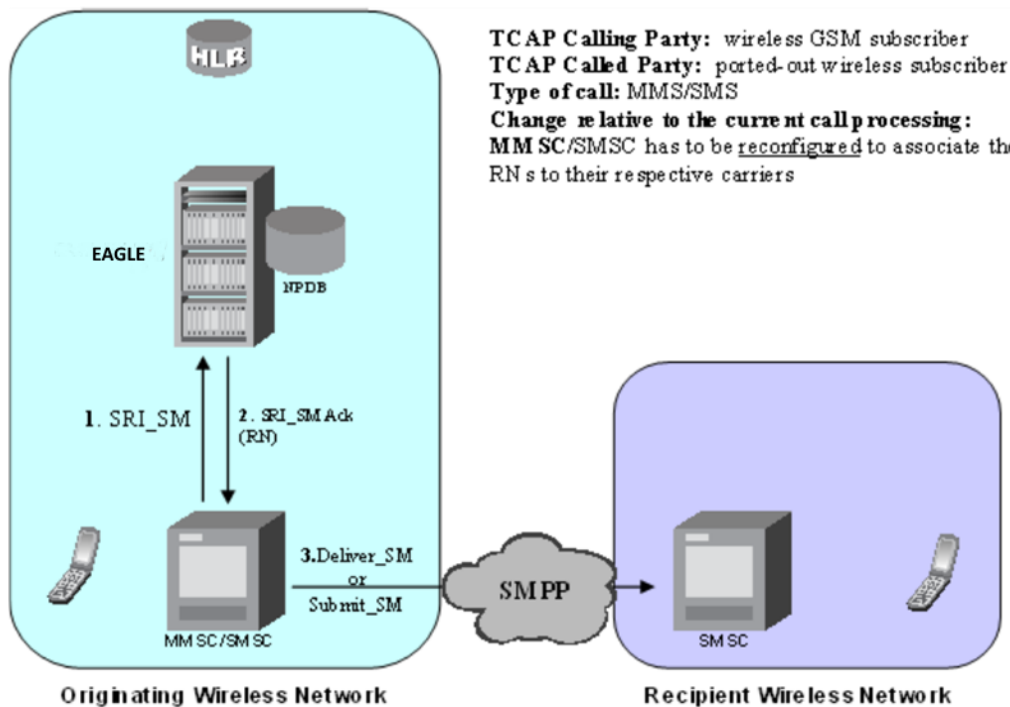 HLR
TCAP Calling Party: wireless GSM subscriber
TCAP Called Party: ported-out wireless subscriber
Type of call: MMS/SMS
Change relative to the current call processing:
MMSC/SMSC has to be reconfigured to associate the
RNs to their respective carriers
EAGLE
NPDB
1. SRI_SM
2. SRI_SM Ack
(RN)
3.Deliver_SM
or
Submit_SM
SMPP
MMSC/SMSC
SMSC
Originating Wireless Network
Recipient Wireless Network